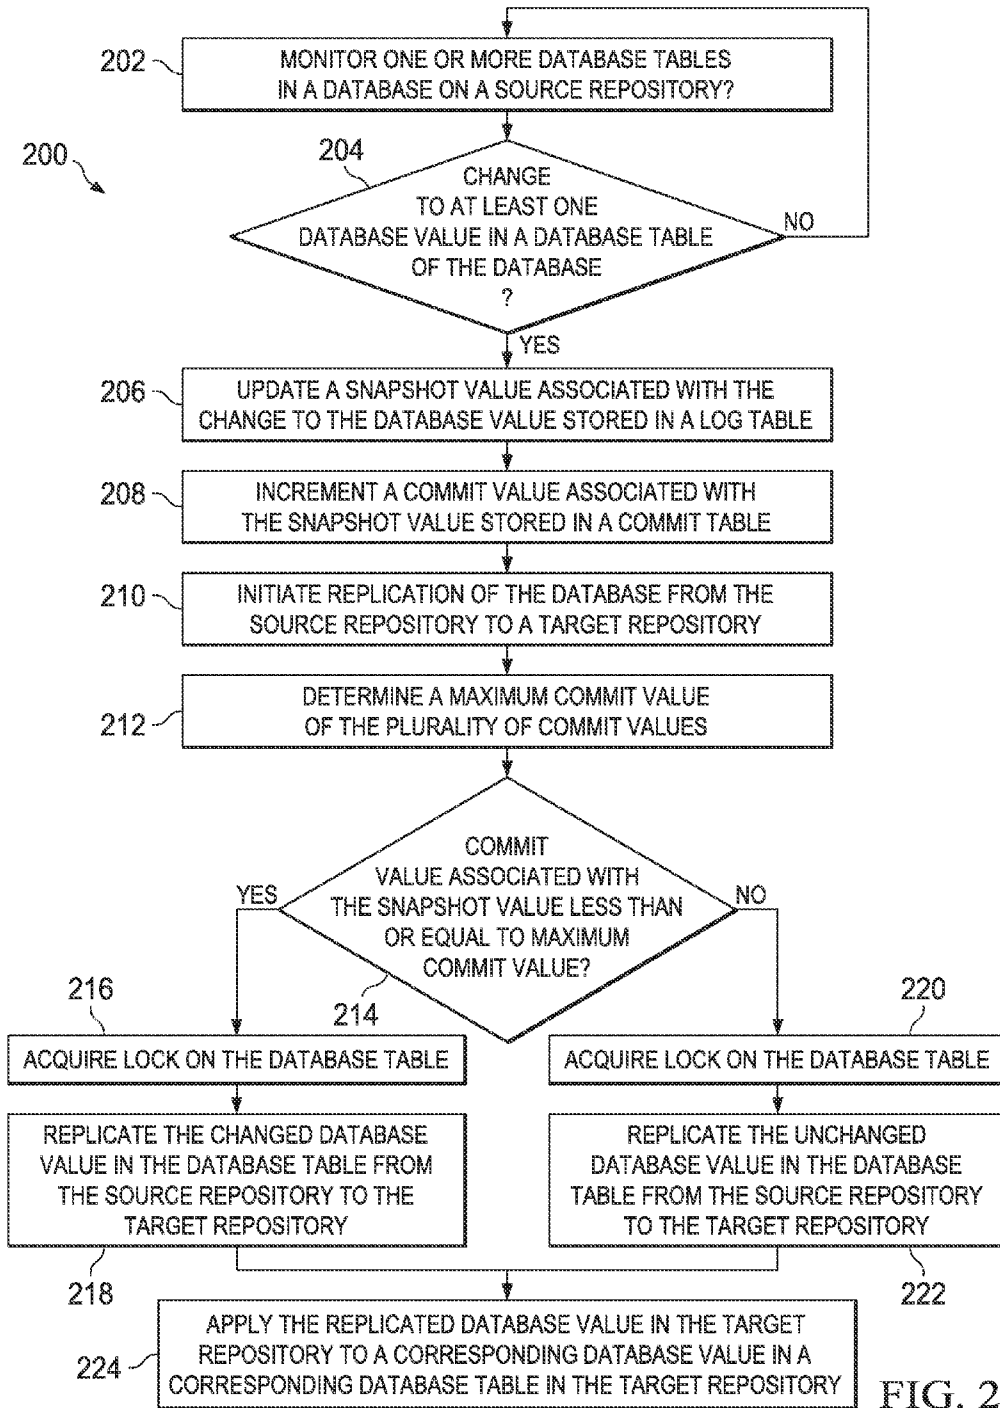 202
MONITOR ONE OR MORE DATABASE TABLES
IN A DATABASE ON A SOURCE REPOSITORY?
200
204
CHANGE
TO AT LEAST ONE
DATABASE VALUE IN A DATABASE TABLE
OF THE DATABASE
?
NO
YES
206
UPDATE A SNAPSHOT VALUE ASSOCIATED WITH THE
CHANGE TO THE DATABASE VALUE STORED IN A LOG TABLE
208
INCREMENT A COMMIT VALUE ASSOCIATED WITH
THE SNAPSHOT VALUE STORED IN A COMMIT TABLE
210
INITIATE REPLICATION OF THE DATABASE FROM THE
SOURCE REPOSITORY TO A TARGET REPOSITORY
212
DETERMINE A MAXIMUM COMMIT VALUE
OF THE PLURALITY OF COMMIT VALUES
COMMIT
VALUE ASSOCIATED WITH
THE SNAPSHOT VALUE LESS THAN
OR EQUAL TO MAXIMUM
COMMIT VALUE?
YES
NO
214
216
ACQUIRE LOCK ON THE DATABASE TABLE
REPLICATE THE CHANGED DATABASE
VALUE IN THE DATABASE TABLE FROM
THE SOURCE REPOSITORY TO THE
TARGET REPOSITORY
218
220
ACQUIRE LOCK ON THE DATABASE TABLE
REPLICATE THE UNCHANGED
DATABASE VALUE IN THE DATABASE
TABLE FROM THE SOURCE REPOSITORY
TO THE TARGET REPOSITORY
222
224
APPLY THE REPLICATED DATABASE VALUE IN THE TARGET
REPOSITORY TO A CORRESPONDING DATABASE VALUE IN A
CORRESPONDING DATABASE TABLE IN THE TARGET REPOSITORY
FIG. 2